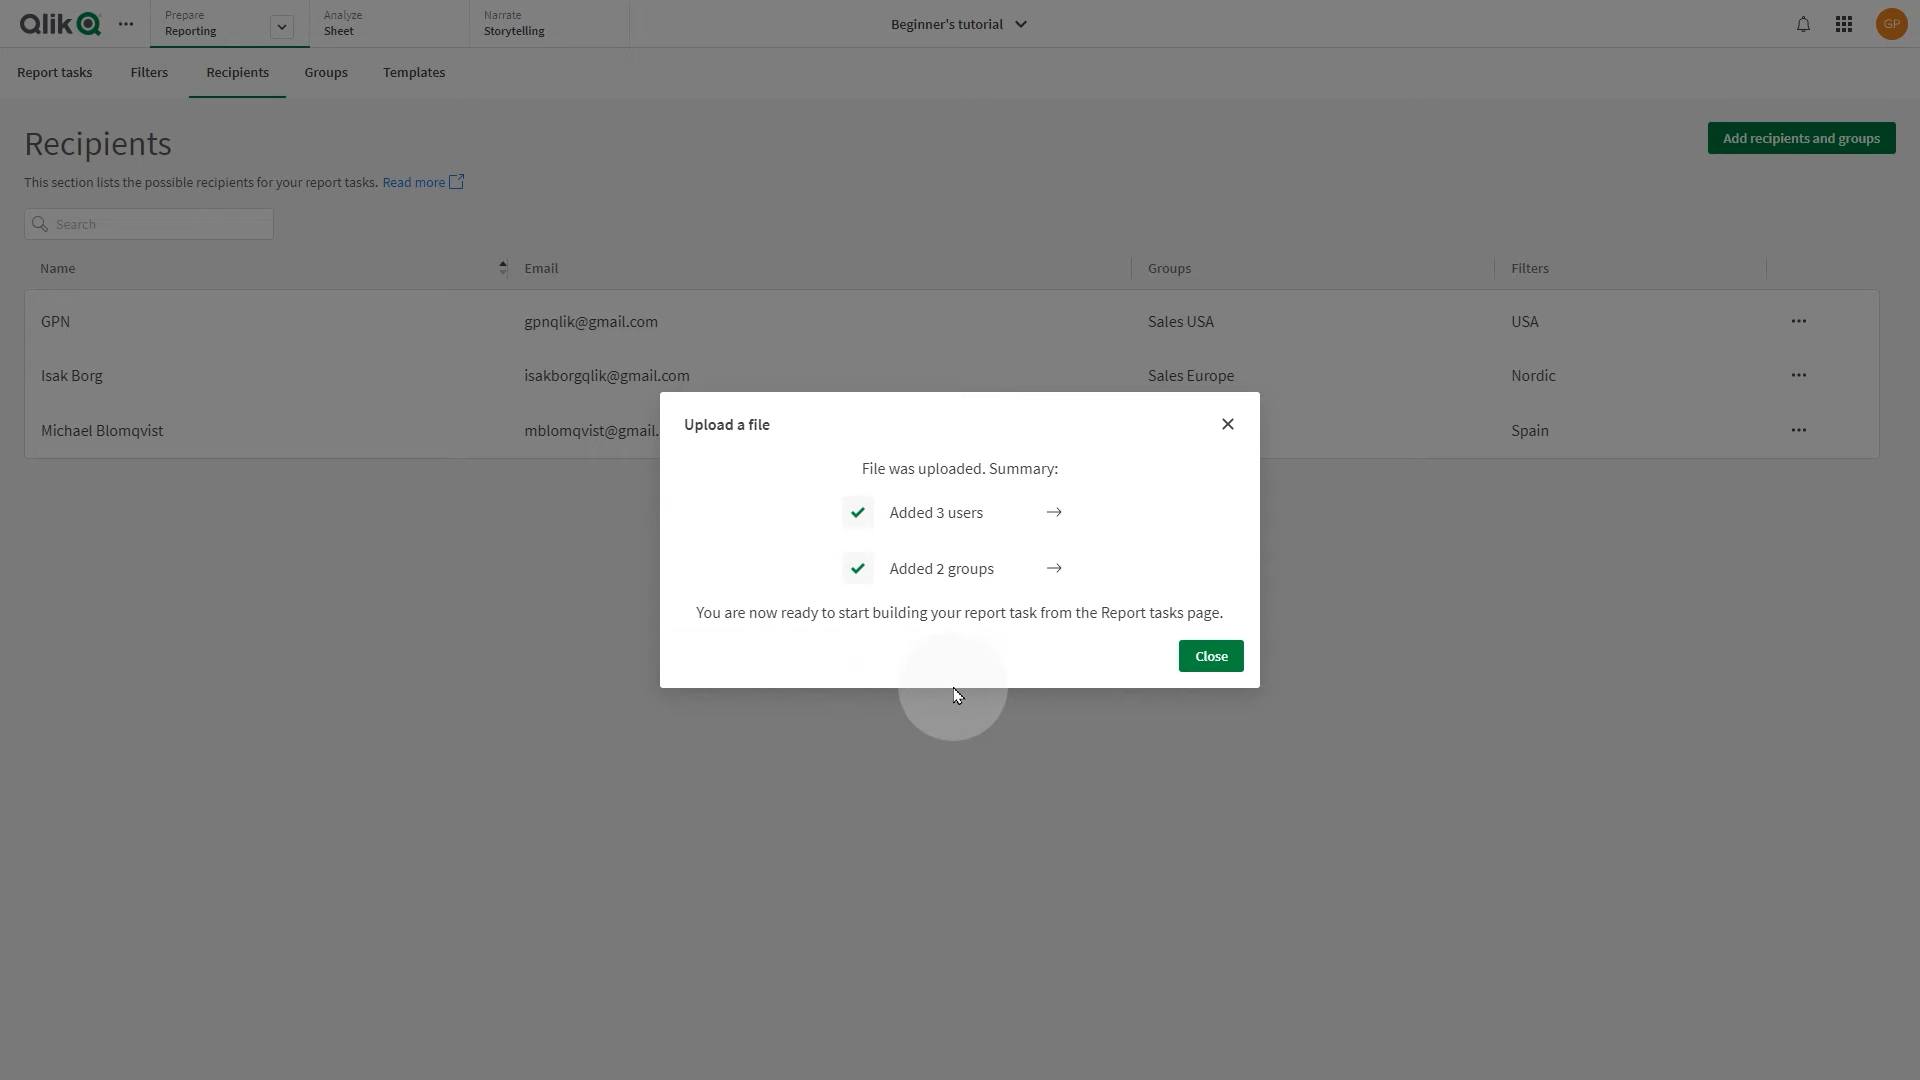 Qlik
Prepare
Reporting
Analyze
Sheet
Narrate
Storytelling
Beginner's tutorial
GP
Report tasks
Filters
Recipients
Groups
Templates
Recipients
Add recipients and groups
This section lists the possible recipients for your report tasks. Read more
Search
Name
Email
Groups
Filters
GPN
gpnqlik@gmail.com
Sales USA
USA
Isak Borg
isakborgqlik@gmail.com
Sales Europe
Nordic
Michael Blomqvist
mblomqvist@gmail.
Spain
Upload a file
File was uploaded. Summary:
Added 3 users
Added 2 groups
You are now ready to start building your report task from the Report tasks page.
Close